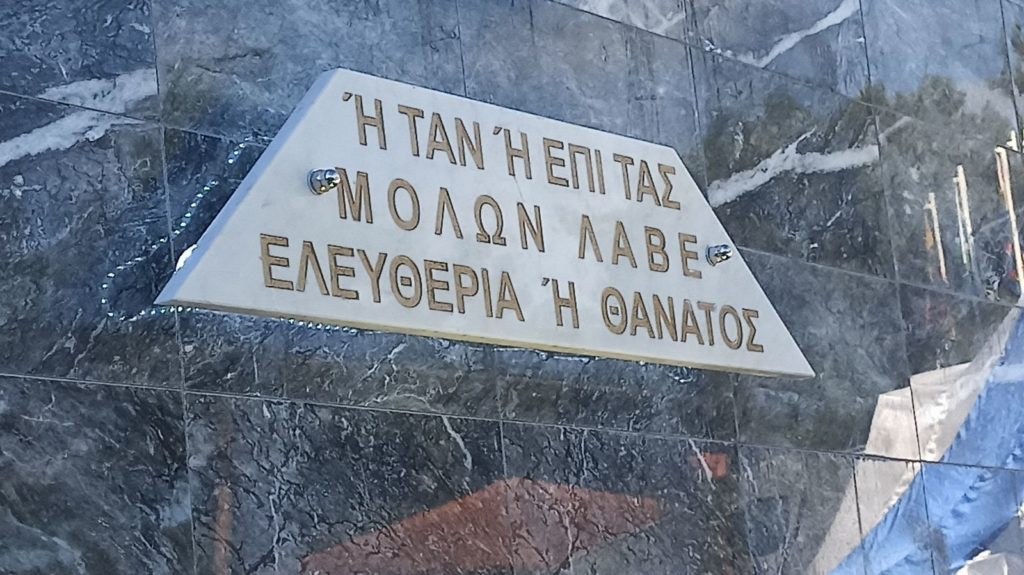 Ή ΤΑΝ Ή ΕΠΙ ΤΑΣ
ΜΟΛΩΝ ΛΑΒΕ
ΕΛΕΥΘΕΡΙΑ Ή ΘΑΝΑΤΟΣ